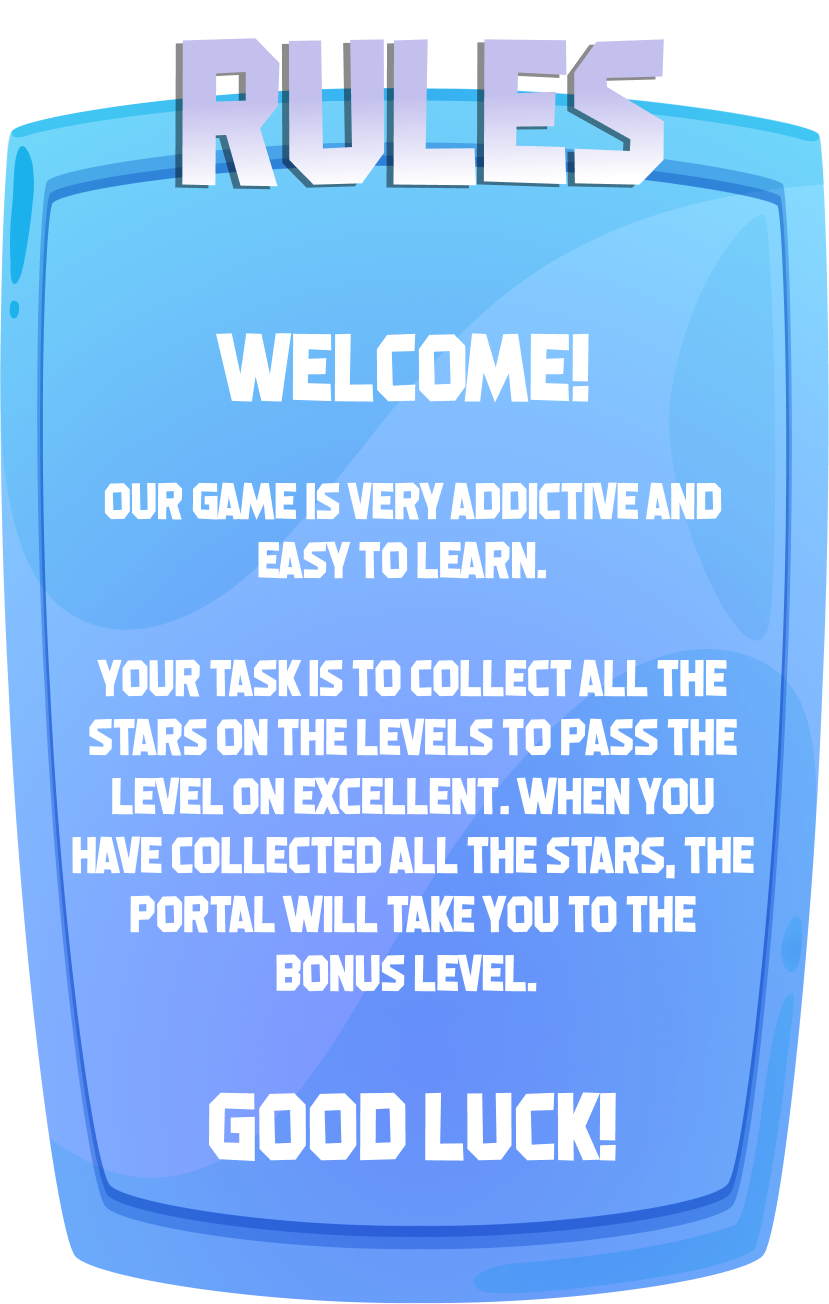 RULES
WELCOME!
OUR GAME IS VERY ADDICTIVE AND
EASY TO LEARN.
YOUR TASK IS TO COLLECT ALL THE
STARS ON THE LEVELS TO PASS THE
LEVEL ON EXCELLENT. WHEN YOU
HAVE COLLECTED ALL THE STARS, THE
PORTAL WILL TAKE YOU TO THE
BONUS LEVEL.
GOOD LUCK!